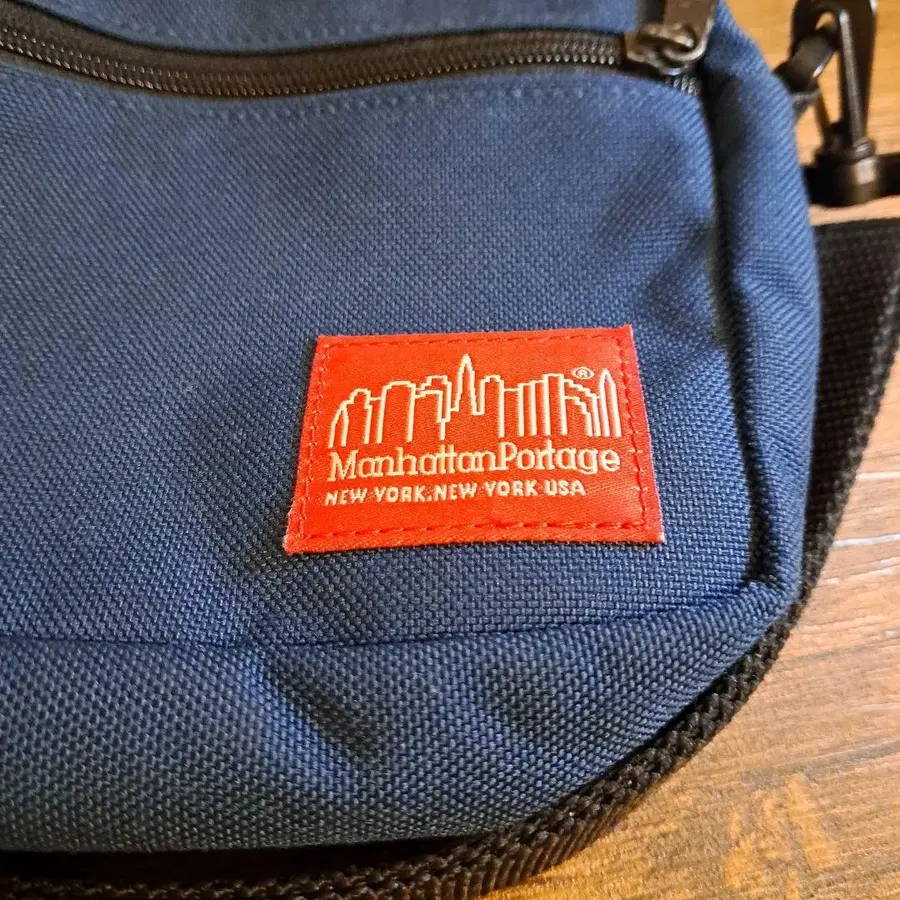 ®
ManhattanPortage
NEW YORK, NEW YORK USA